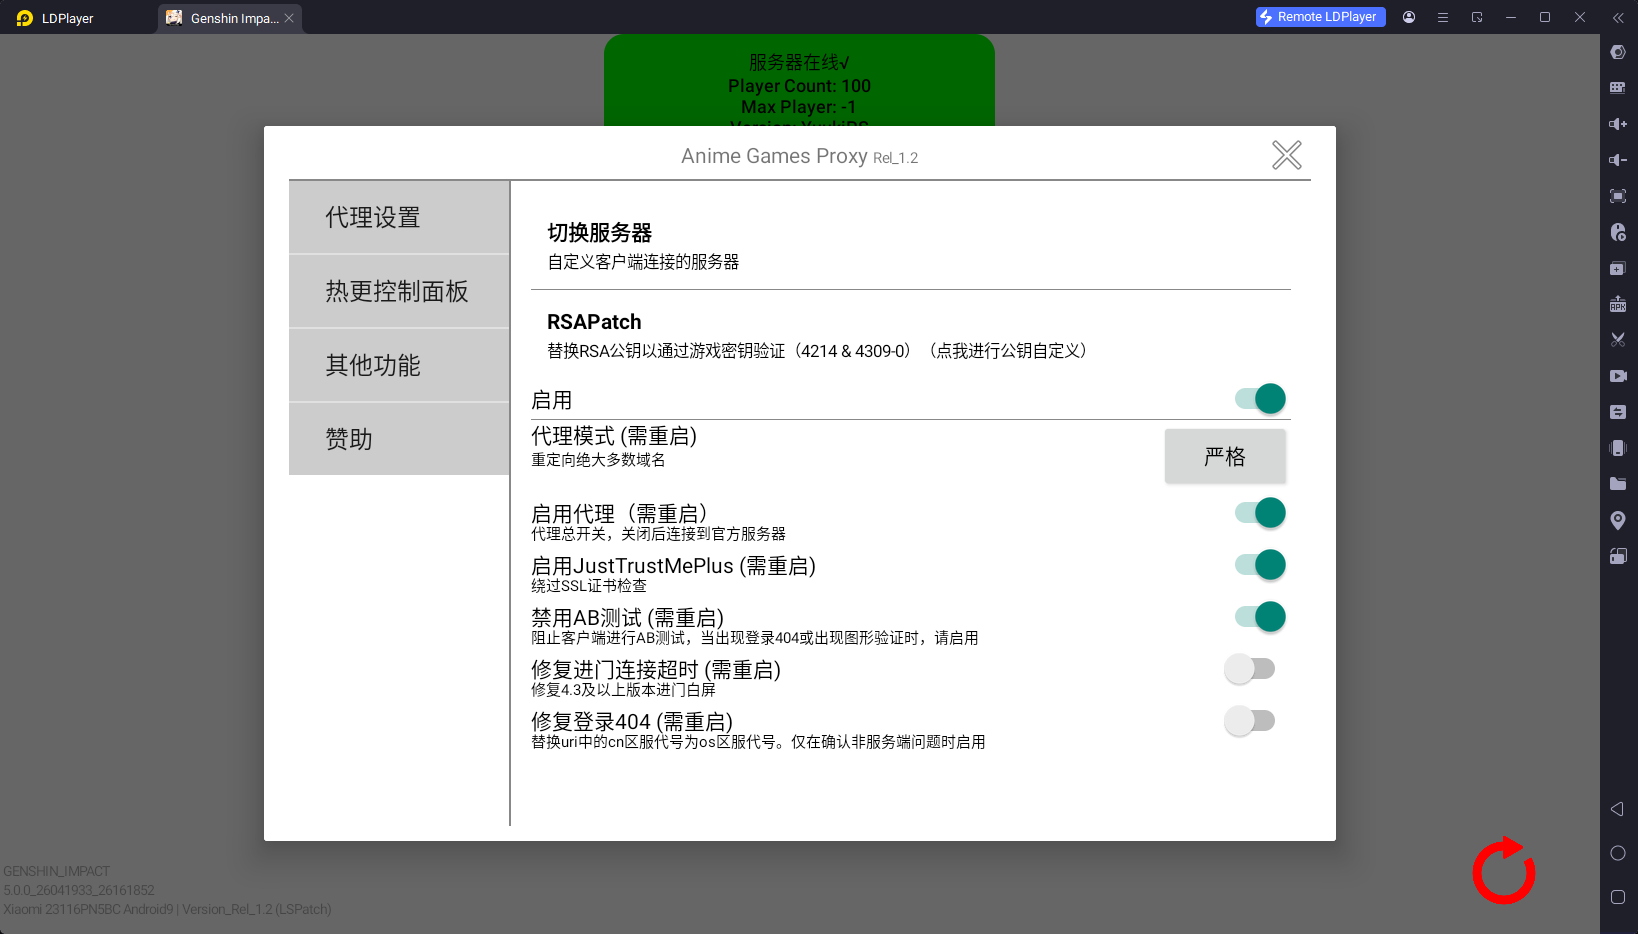 LDPlayer
Genshin Impa...
Remote LDPlayer
服务器在线√
Player Count: 100
Max Player: -1
Version: YuukiPS
Anime Games Proxy Rel_1.2
代理设置
热更控制面板
其他功能
赞助
切换服务器
自定义客户端连接的服务器
RSAPatch
替换RSA公钥以通过游戏密钥验证（4214 & 4309-0）（点我进行公钥自定义）
启用
代理模式 (需重启)
重定向绝大多数域名
严格
启用代理（需重启）
代理总开关，关闭后连接到官方服务器
启用JustTrustMePlus (需重启)
绕过SSL证书检查
禁用AB测试 (需重启)
阻止客户端进行AB测试，当出现登录404或出现图形验证时，请启用
修复进门连接超时 (需重启)
修复4.3及以上版本进门白屏
修复登录404 (需重启)
替换uri中的cn区服代号为os区服代号。仅在确认非服务端问题时启用
GENSHIN_IMPACT
5.0.0_26041933_26161852
Xiaomi 23116PN5BC Android9 | Version_Rel_1.2 (LSPatch)
APK